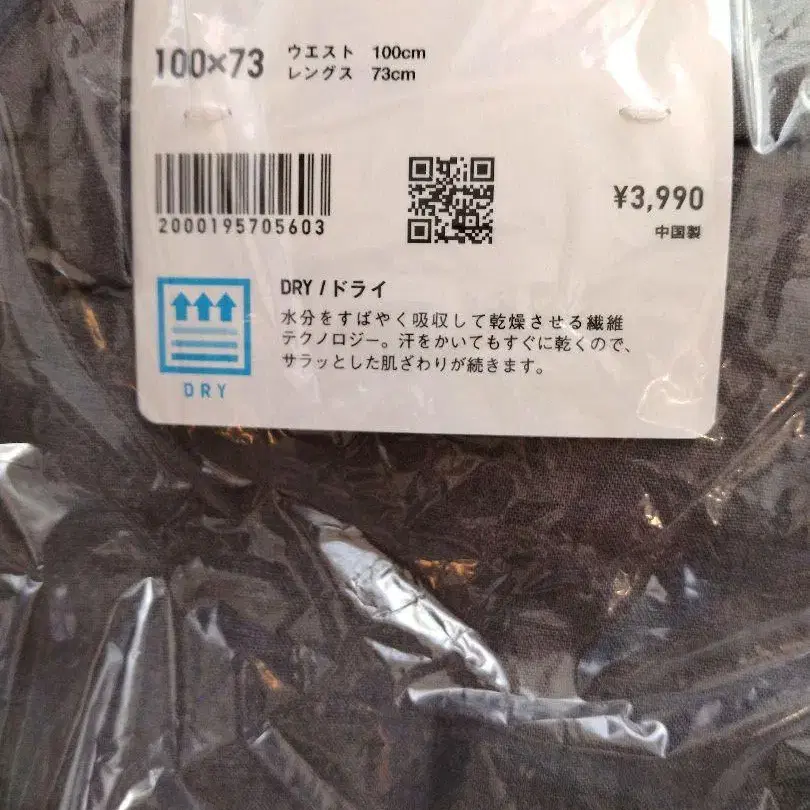 100×73
ウエスト 100cm
レングス 73cm
2000195705603
¥3,990
中国製
DRY
DRY / ドライ
水分をすばやく吸収して乾燥させる繊維
テクノロジー。汗をかいてもすぐに乾くので、
サラッとした肌ざわりが続きます。